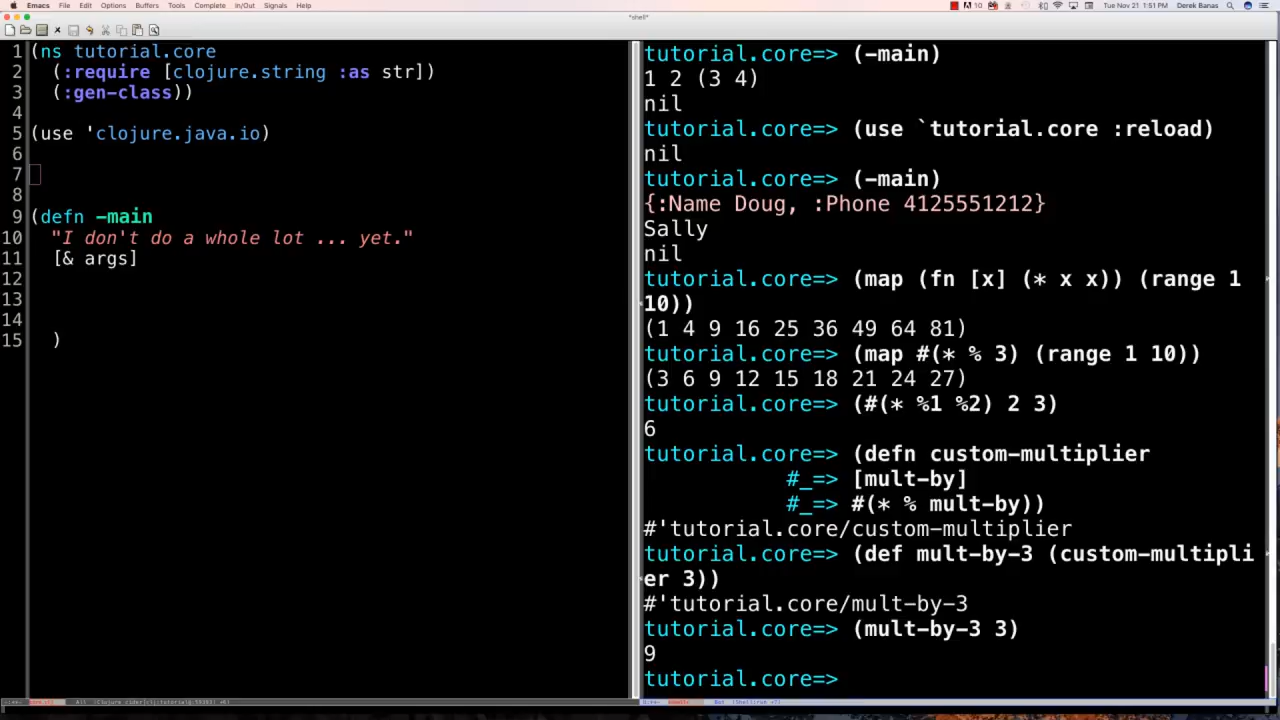 Emacs File Edit Options Buffers Tools Complete In/Out Signals Help
10 Tue Nov 21 1:51 PM Derek Banas
*shell*
1 (ns tutorial.core
2 (:require [clojure.string :as str])
3 (:gen-class))
4
5 (use 'clojure.java.io)
6
7
8
9 (defn -main
10 "I don't do a whole lot ... yet."
11 [& args]
12
13
14
15 )
tutorial.core=> (-main)
1 2 (3 4)
nil
tutorial.core=> (use `tutorial.core :reload)
nil
tutorial.core=> (-main)
{:Name Doug, :Phone 4125551212}
Sally
nil
tutorial.core=> (map (fn [x] (* x x)) (range 1
10))
(1 4 9 16 25 36 49 64 81)
tutorial.core=> (map #(* % 3) (range 1 10))
(3 6 9 12 15 18 21 24 27)
tutorial.core=> (#(* %1 %2) 2 3)
6
tutorial.core=> (defn custom-multiplier
#_=> [mult-by]
#_=> #(* % mult-by))
#'tutorial.core/custom-multiplier
tutorial.core=> (def mult-by-3 (custom-multipli
er 3))
#'tutorial.core/mult-by-3
tutorial.core=> (mult-by-3 3)
9
tutorial.core=>